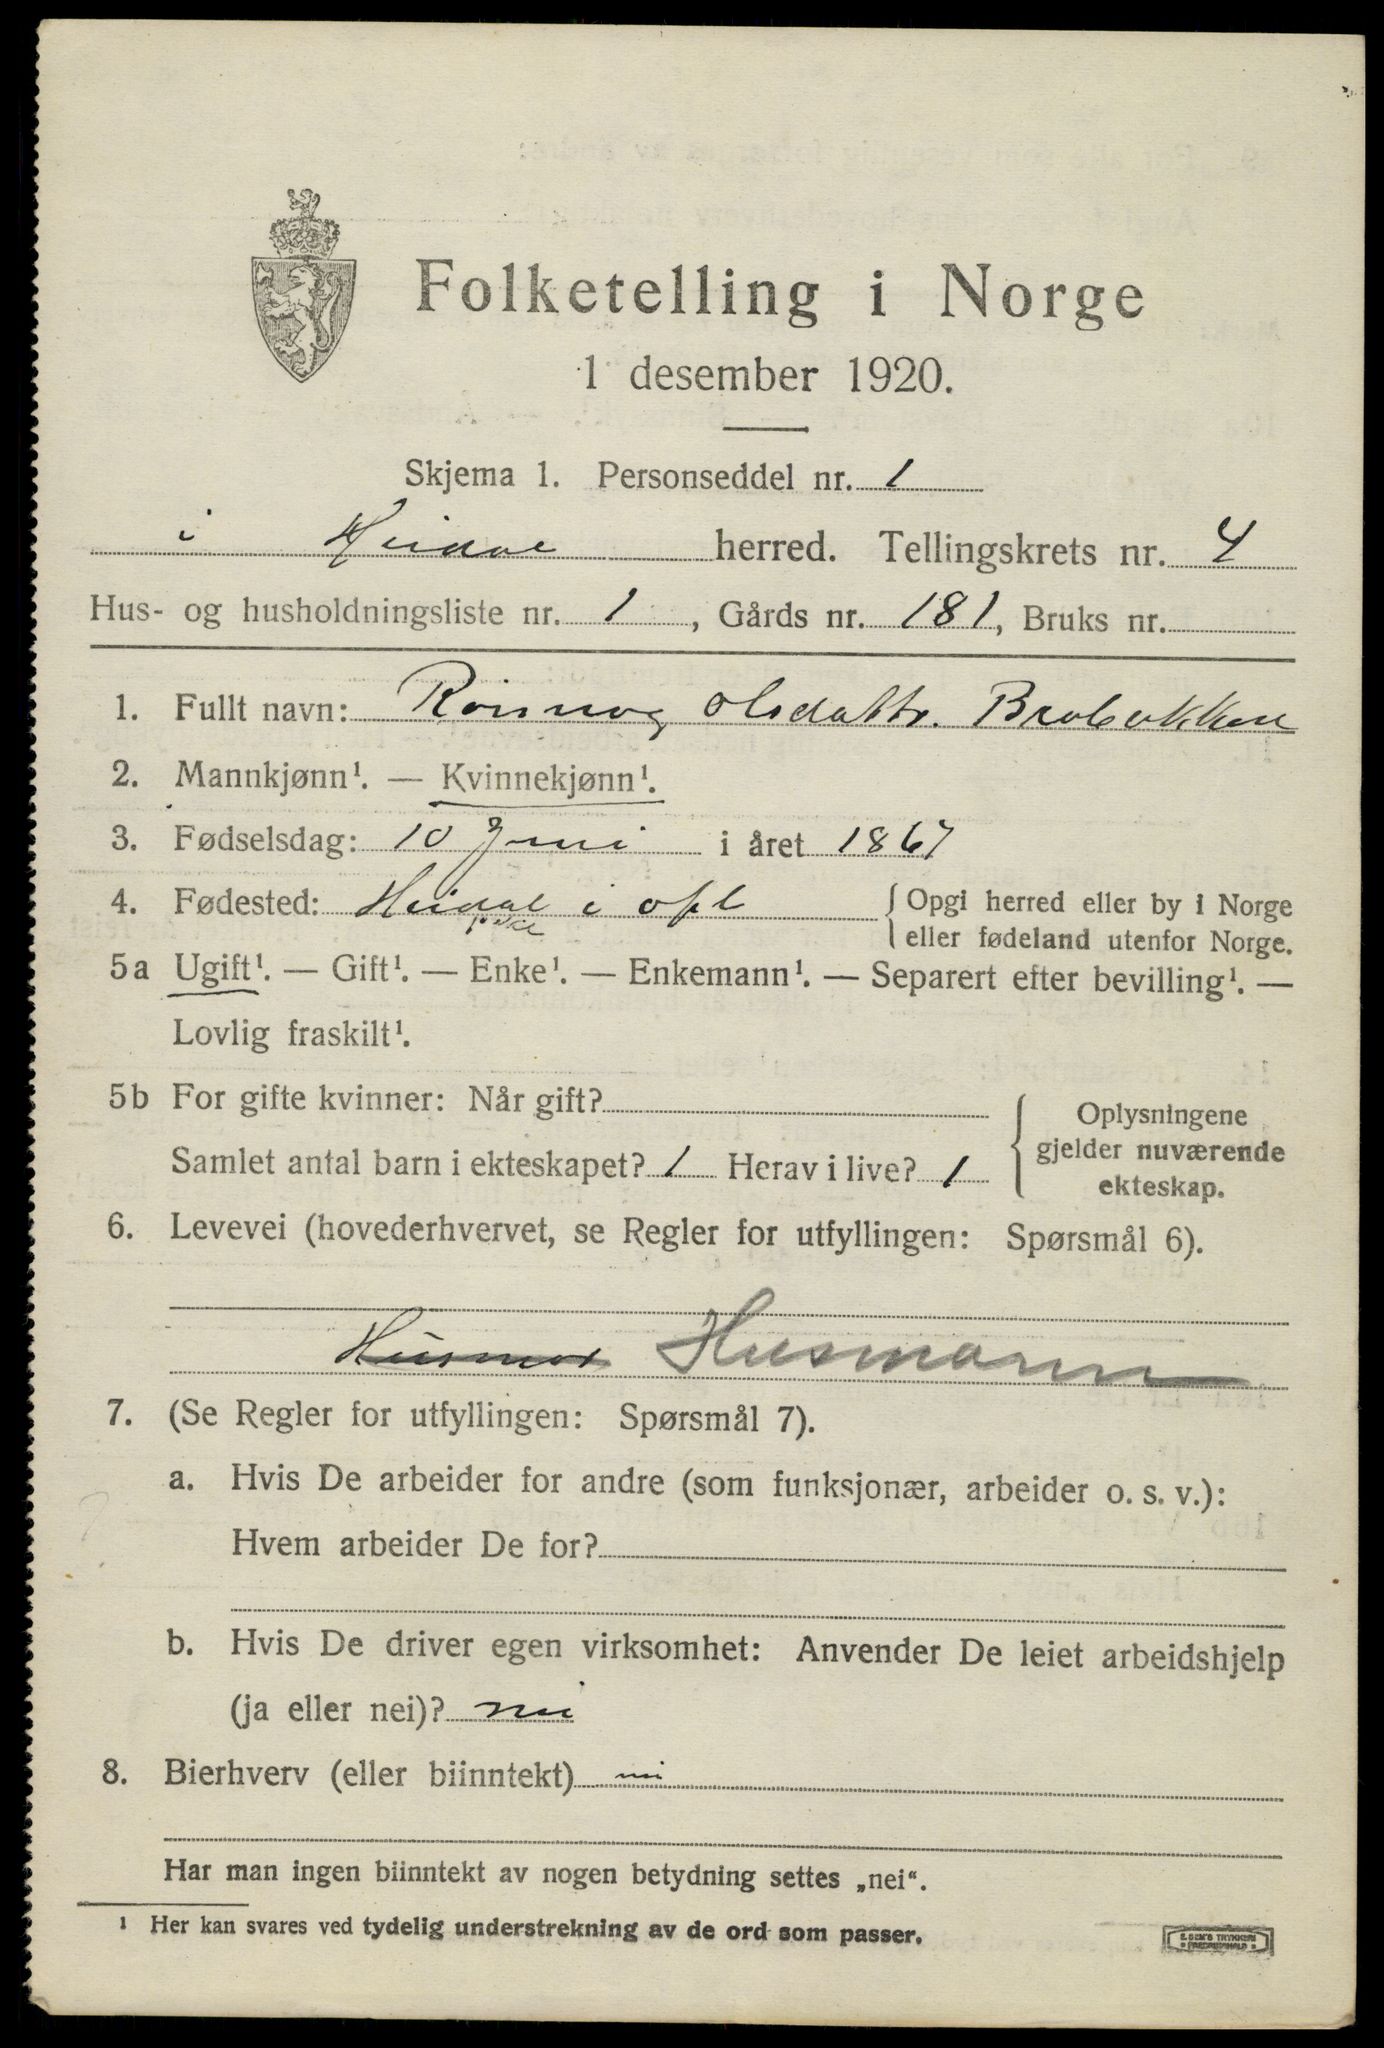 Folketelling i Norge
1 desember 1920.
Skjema 1. Personseddel nr. 1
i Heidal herred. Tellingskrets nr. 4
Hus- og husholdningsliste nr. 1, Gårds nr. 181, Bruks nr.
1. Fullt navn: Olsdattr. Brobakken
2. Mannkjønn¹. — Kvinnekjønn¹.
3. Fødselsdag: 10 Juni i året 1867
4. Fødested: Heidal i opl { Opgi herred eller by i Norge
eller fødeland utenfor Norge.
5a Ugift¹. — Gift¹. — Enke¹. — Enkemann¹. — Separert efter bevilling¹. —
Lovlig fraskilt¹.
5b For gifte kvinner: Når gift?
Samlet antal barn i ekteskapet? 1 Herav i live? 1
Oplysningene
gjelder nuværende
ekteskap.
6. Levevei (hovederhvervet, se Regler for utfyllingen: Spørsmål 6).
Husmor Husmann
7. (Se Regler for utfyllingen: Spørsmål 7).
a. Hvis De arbeider for andre (som funksjonær, arbeider o. s. v.):
Hvem arbeider De for?
b. Hvis De driver egen virksomhet: Anvender De leiet arbeidshjelp
(ja eller nei)? nei
8. Bierhverv (eller biinntekt) nei
Har man ingen biinntekt av nogen betydning settes „nei“.
¹ Her kan svares ved tydelig understrekning av de ord som passer.